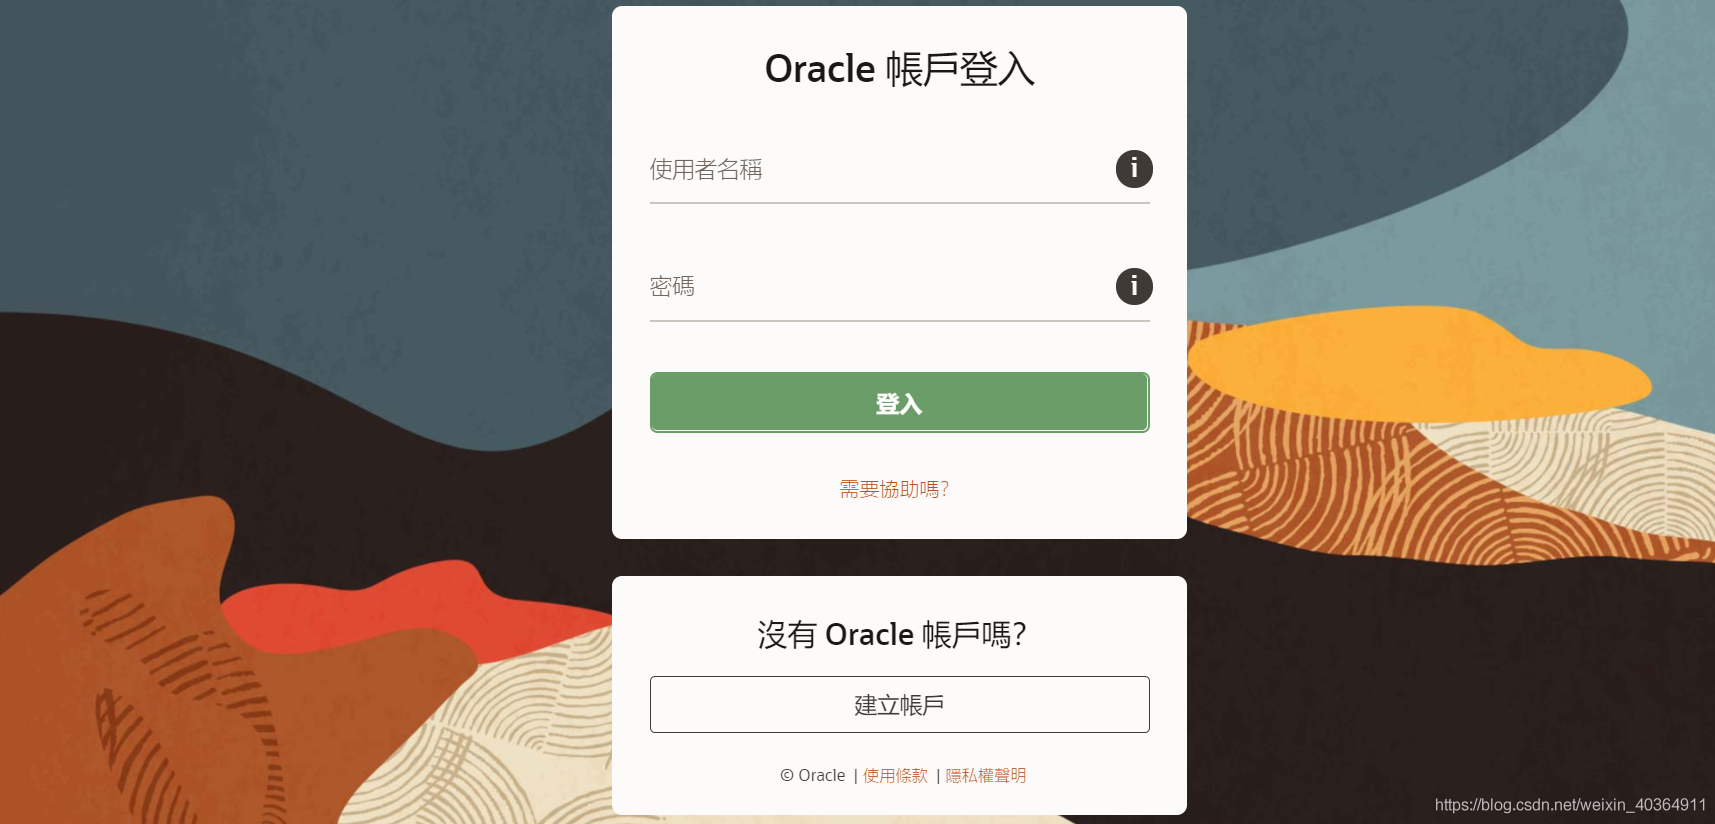 Oracle 帳戶登入
使用者名稱
i
密碼
i
登入
需要協助嗎？
沒有 Oracle 帳戶嗎？
建立帳戶
© Oracle | 使用條款 | 隱私權聲明
https://blog.csdn.net/weixin_40364911